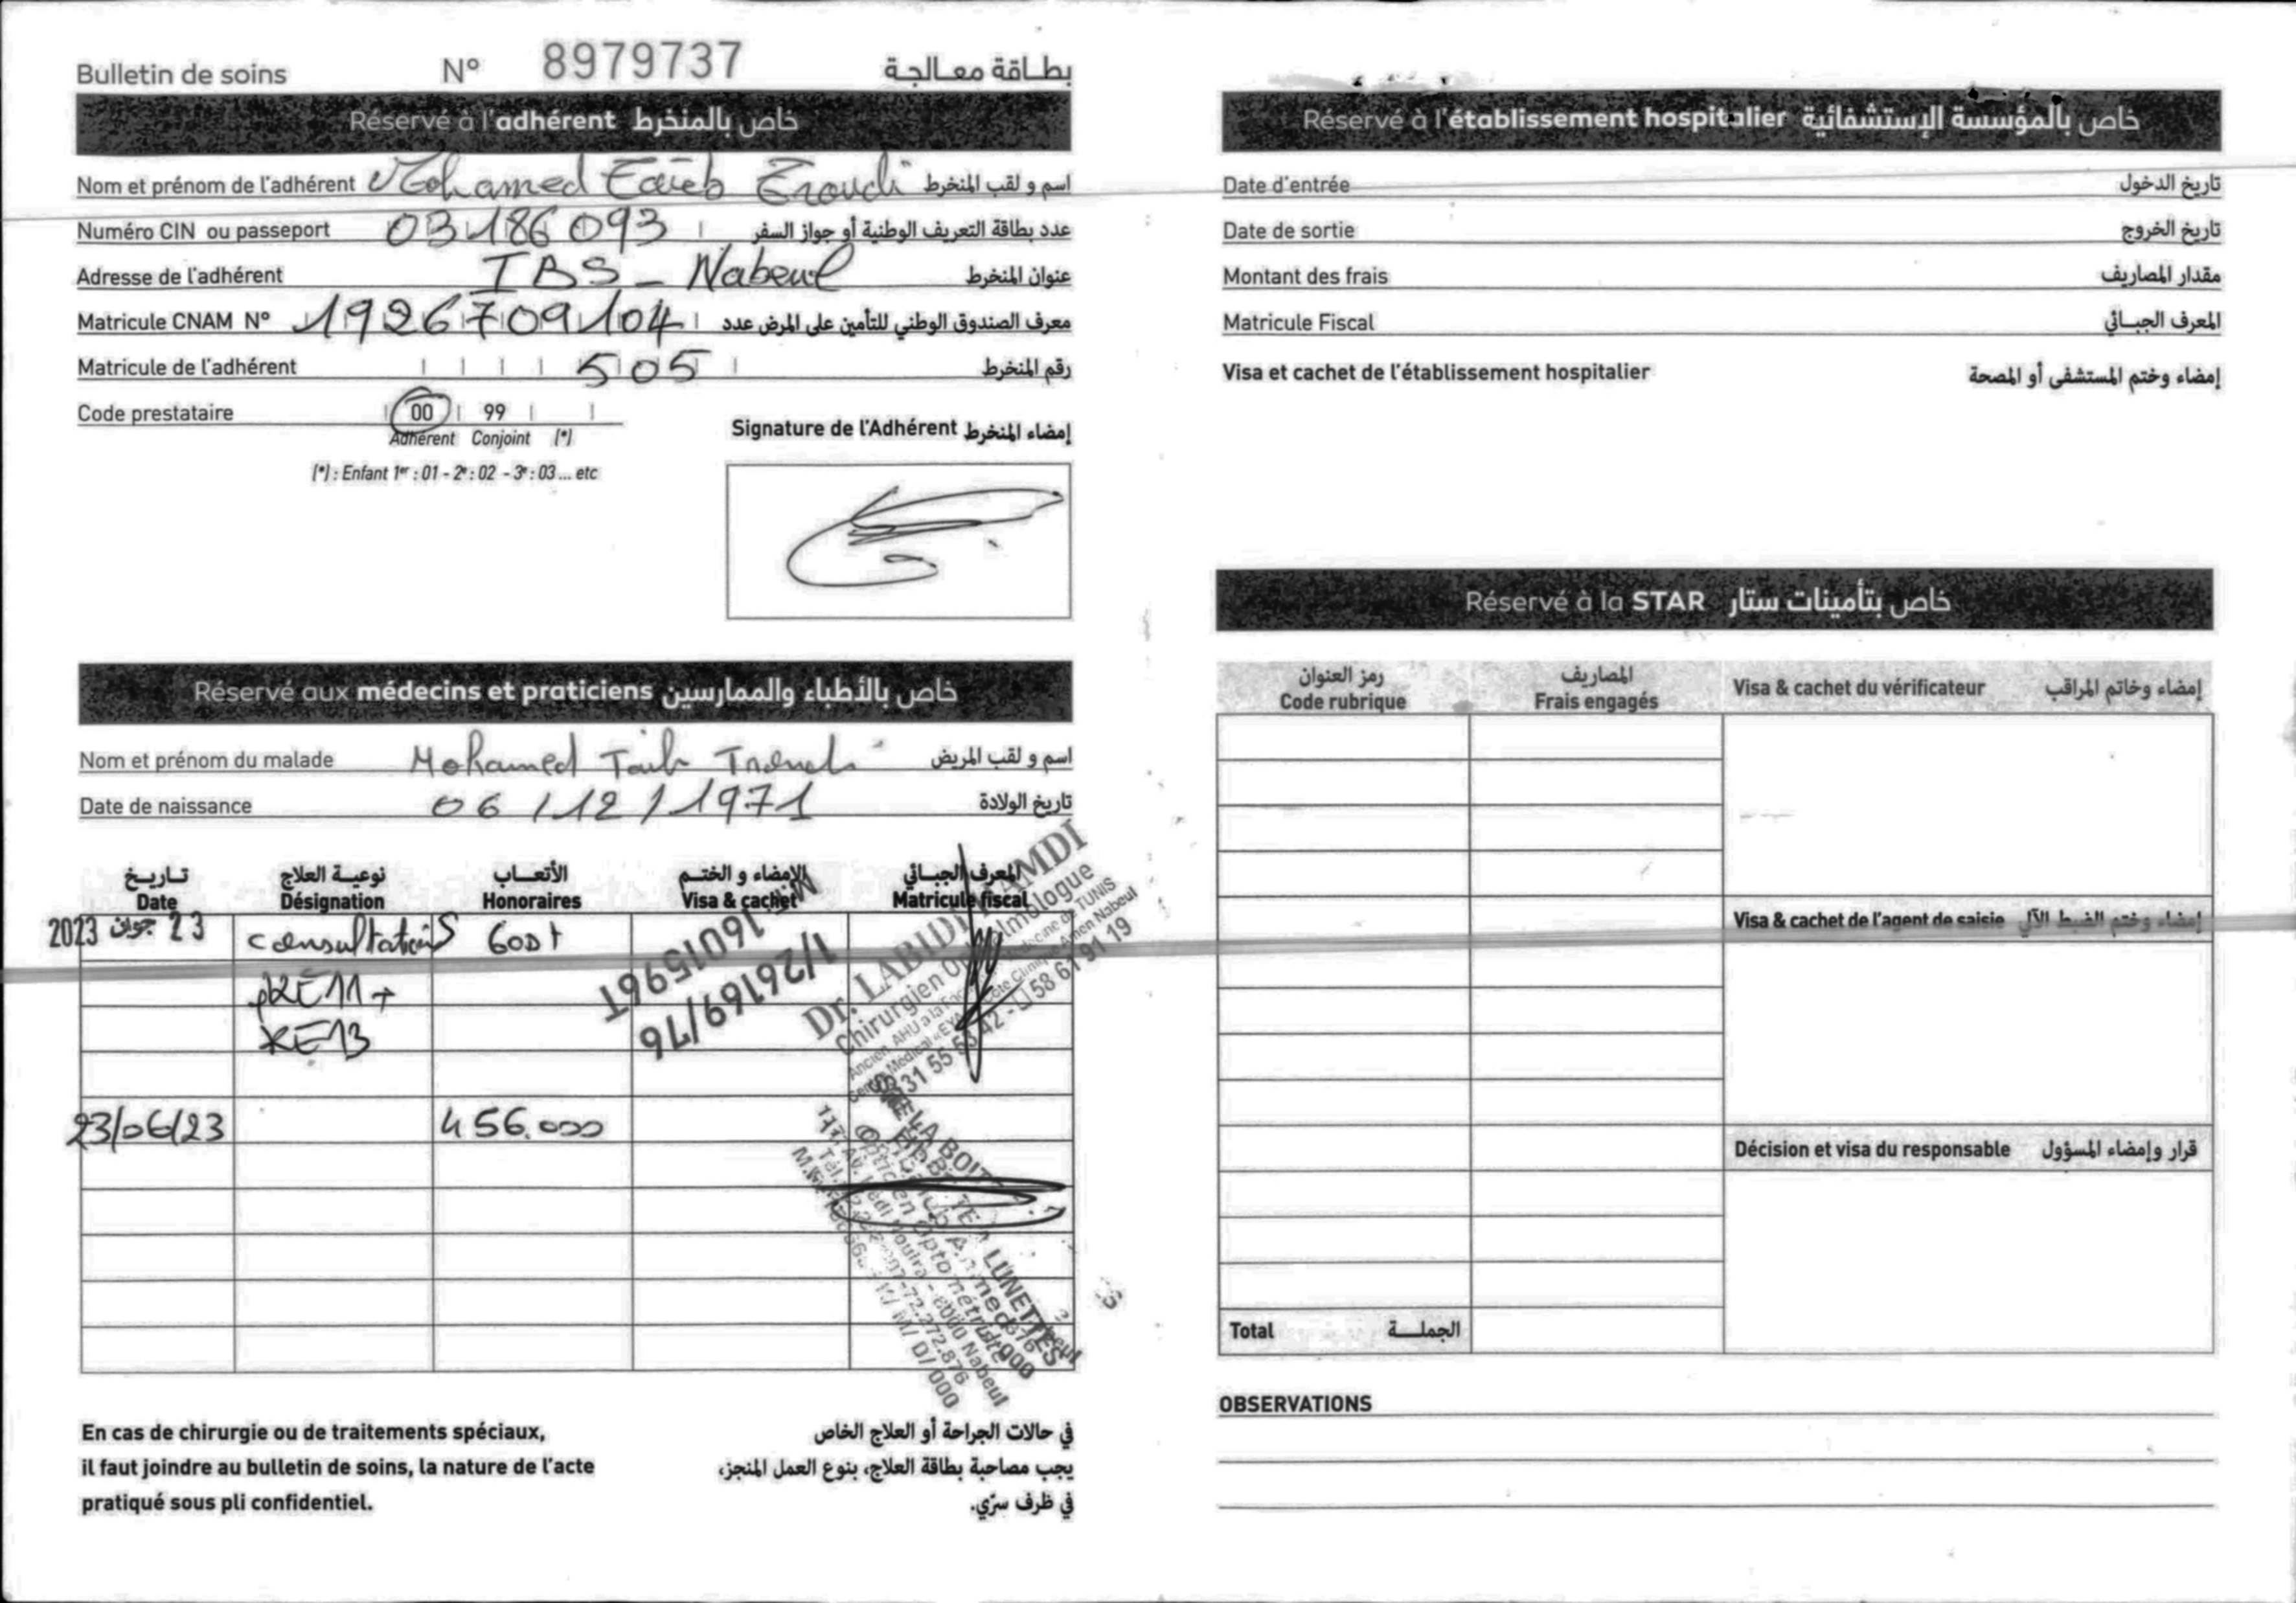 Bulletin de soins N° 8979737 بطاقة معالجة
Réservé à l'adhérent خاص بالمنخرط
Nom et prénom de l'adhérent Mohamed اسم و لقب المنخرط
Numéro CIN ou passeport 03186093 عدد بطاقة التعريف الوطنية أو جواز السفر
Adresse de l'adhérent IBS - Nabeul عنوان المنخرط
Matricule CNAM N° 1926709104 معرف الصندوق الوطني للتأمين على المرض عدد
Matricule de l'adhérent 505 رقم المنخرط
Code prestataire 00 99
Adhérent Conjoint (*)
(*) : Enfant 1er : 01 - 2e : 02 - 3e : 03 ... etc
Signature de l'Adhérent إمضاء المنخرط
Réservé aux médecins et praticiens خاص بالأطباء والممارسين
Nom et prénom du malade Mohamed اسم و لقب المريض
Date de naissance 06/12/1971 تاريخ الولادة
تاريخ نوعية العلاج الأتعاب الإمضاء و الختم المعرف الجبائي
Date Désignation Honoraires Visa & cachet Matricule fiscal
23 جوان 2023 consultation 60Dt
KE11 +
KE13
1601596T
1/26169/76
Dr. LABIDI
Chirurgien
58 61 91 19
23/06/23 456.000
LA BOITE A LUNETTES
Opticien Optométriste
En cas de chirurgie ou de traitements spéciaux,
il faut joindre au bulletin de soins, la nature de l'acte
pratiqué sous pli confidentiel.
في حالات الجراحة أو العلاج الخاص
يجب مصاحبة بطاقة العلاج، بنوع العمل المنجز،
في ظرف سرّي.
Réservé à l'établissement hospitalier خاص بالمؤسسة الإستشفائية
Date d'entrée تاريخ الدخول
Date de sortie تاريخ الخروج
Montant des frais مقدار المصاريف
Matricule Fiscal المعرف الجبائي
Visa et cachet de l'établissement hospitalier إمضاء وختم المستشفى أو المصحة
Réservé à la STAR خاص بتأمينات ستار
رمز العنوان المصاريف
Code rubrique Frais engagés Visa & cachet du vérificateur إمضاء وخاتم المراقب
Visa & cachet de l'agent de saisie إمضاء وختم الضبط الآلي
Décision et visa du responsable قرار وإمضاء المسؤول
Total الجملة
OBSERVATIONS